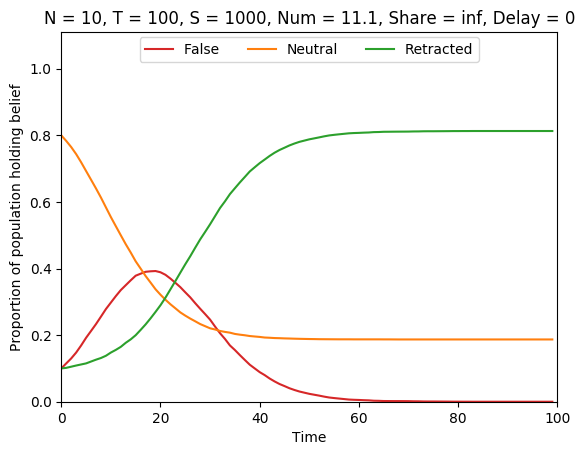 N = 10, T = 100, S = 1000, Num = 11.1, Share = inf, Delay = 0
False Neutral Retracted
Proportion of population holding belief
1.0
0.8
0.6
0.4
0.2
0.0
0 20 40 60 80 100
Time